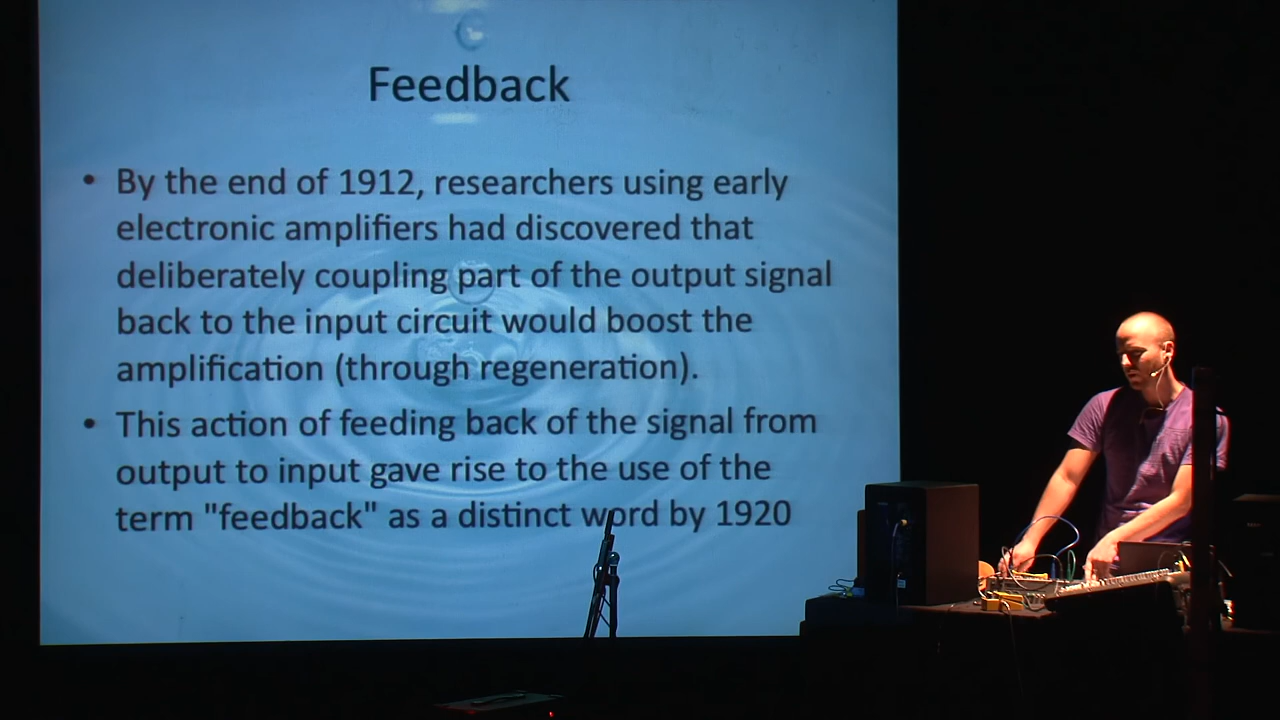 Feedback
• By the end of 1912, researchers using early
electronic amplifiers had discovered that
deliberately coupling part of the output signal
back to the input circuit would boost the
amplification (through regeneration).
• This action of feeding back of the signal from
output to input gave rise to the use of the
term "feedback" as a distinct word by 1920